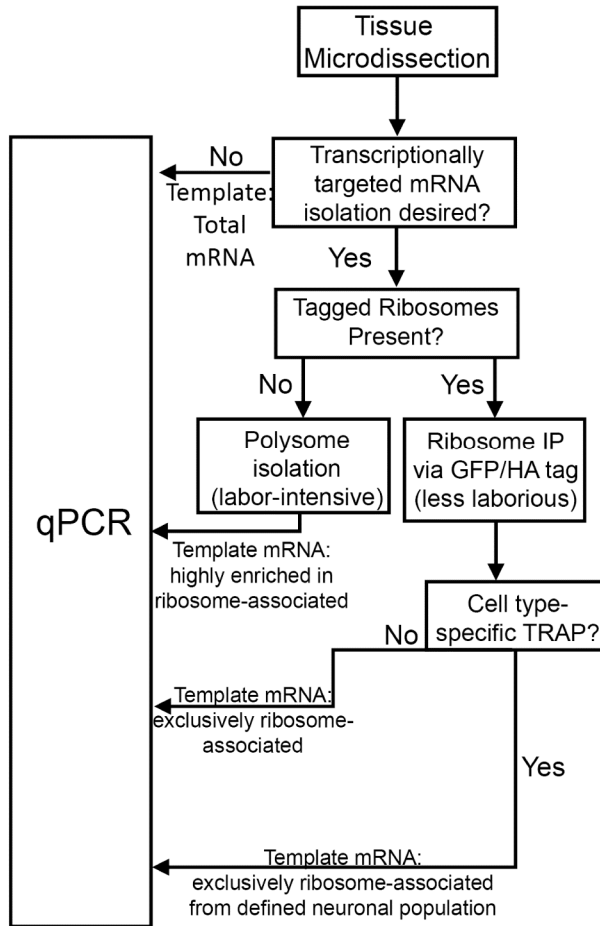 Tissue
Microdissection
Transcriptionally
targeted mRNA
isolation desired?
No
Template:
Total
mRNA
Yes
Tagged Ribosomes
Present?
No
Yes
Polysome
isolation
(labor-intensive)
Ribosome IP
via GFP/HA tag
(less laborious)
qPCR
Template mRNA:
highly enriched in
ribosome-associated
Cell type-
specific TRAP?
No
Template mRNA:
exclusively ribosome-
associated
Yes
Template mRNA:
exclusively ribosome-associated
from defined neuronal population